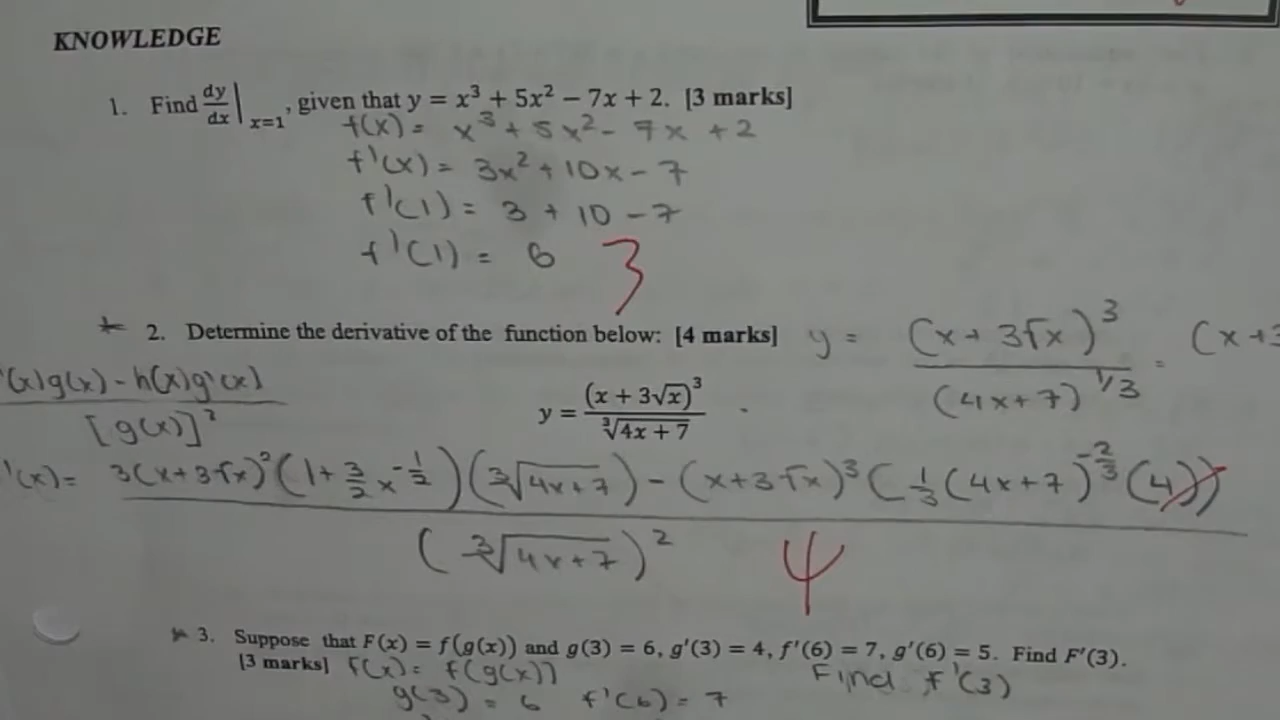 KNOWLEDGE
1. Find dy/dx |x=1, given that y = x³ + 5x² − 7x + 2. [3 marks]
f(x) = x³ + 5x² - 7x + 2
f'(x) = 3x² + 10x - 7
f'(1) = 3 + 10 - 7
f'(1) = 6
3
* 2. Determine the derivative of the function below: [4 marks]
y = (x + 3√x)³ / (4x+7)^1/3 = (x+3
'(x)g(x) - h(x)g'(x) / [g(x)]²
y = (x + 3√x)³ / ∛4x + 7
'(x) = 3(x+3√x)²(1 + 3/2 x^-1/2)(∛4x+7) - (x+3√x)³(1/3(4x+7)^-2/3(4)) / (∛4x+7)²
4
* 3. Suppose that F(x) = f(g(x)) and g(3) = 6, g'(3) = 4, f'(6) = 7, g'(6) = 5. Find F'(3).
[3 marks] F(x) = f(g(x)) Find f'(3)
g(3) = 6 f'(6) = 7